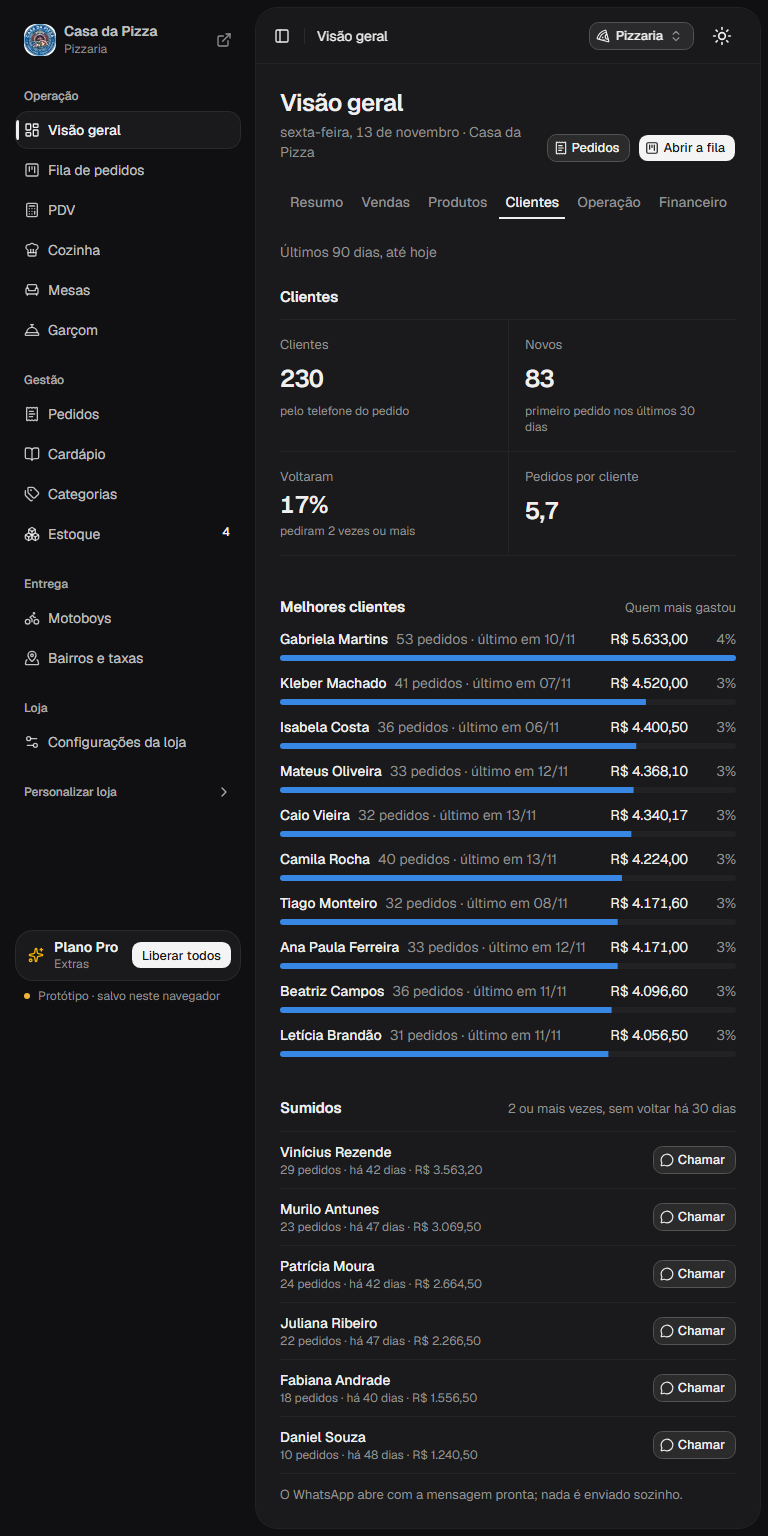 Casa da Pizza
Pizzaria
Operação
Visão geral
Fila de pedidos
PDV
Cozinha
Mesas
Garçom
Gestão
Pedidos
Cardápio
Categorias
Estoque 4
Entrega
Motoboys
Bairros e taxas
Loja
Configurações da loja
Personalizar loja
Plano Pro
Extras
Liberar todos
Protótipo · salvo neste navegador
Visão geral
Pizzaria
Visão geral
sexta-feira, 13 de novembro · Casa da
Pizza
Pedidos
Abrir a fila
Resumo Vendas Produtos Clientes Operação Financeiro
Últimos 90 dias, até hoje
Clientes
Clientes
230
pelo telefone do pedido
Novos
83
primeiro pedido nos últimos 30
dias
Voltaram
17%
pediram 2 vezes ou mais
Pedidos por cliente
5,7
Melhores clientes Quem mais gastou
Gabriela Martins 53 pedidos · último em 10/11 R$ 5.633,00 4%
Kleber Machado 41 pedidos · último em 07/11 R$ 4.520,00 3%
Isabela Costa 36 pedidos · último em 06/11 R$ 4.400,50 3%
Mateus Oliveira 33 pedidos · último em 12/11 R$ 4.368,10 3%
Caio Vieira 32 pedidos · último em 13/11 R$ 4.340,17 3%
Camila Rocha 40 pedidos · último em 13/11 R$ 4.224,00 3%
Tiago Monteiro 32 pedidos · último em 08/11 R$ 4.171,60 3%
Ana Paula Ferreira 33 pedidos · último em 12/11 R$ 4.171,00 3%
Beatriz Campos 36 pedidos · último em 11/11 R$ 4.096,60 3%
Letícia Brandão 31 pedidos · último em 11/11 R$ 4.056,50 3%
Sumidos 2 ou mais vezes, sem voltar há 30 dias
Vinícius Rezende
29 pedidos · há 42 dias · R$ 3.563,20
Chamar
Murilo Antunes
23 pedidos · há 47 dias · R$ 3.069,50
Chamar
Patrícia Moura
24 pedidos · há 42 dias · R$ 2.664,50
Chamar
Juliana Ribeiro
22 pedidos · há 47 dias · R$ 2.266,50
Chamar
Fabiana Andrade
18 pedidos · há 40 dias · R$ 1.556,50
Chamar
Daniel Souza
10 pedidos · há 48 dias · R$ 1.240,50
Chamar
O WhatsApp abre com a mensagem pronta; nada é enviado sozinho.